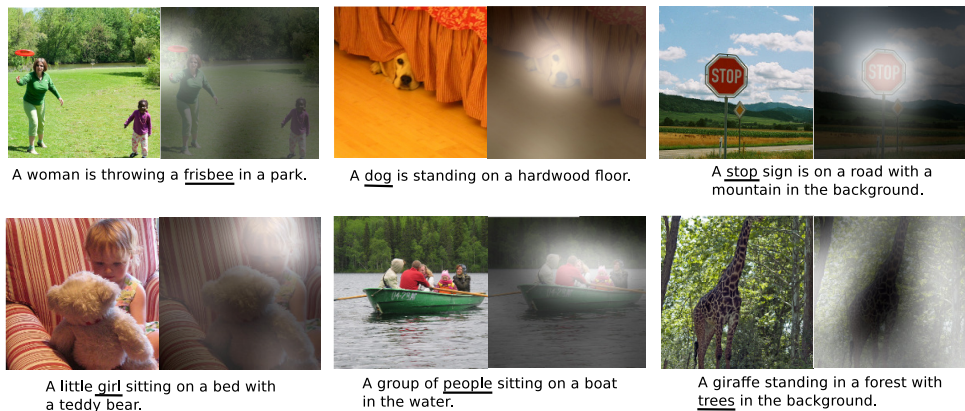 STOP
STOP
A woman is throwing a frisbee in a park.
A dog is standing on a hardwood floor.
A stop sign is on a road with a
mountain in the background.
A little girl sitting on a bed with
a teddy bear.
A group of people sitting on a boat
in the water.
A giraffe standing in a forest with
trees in the background.